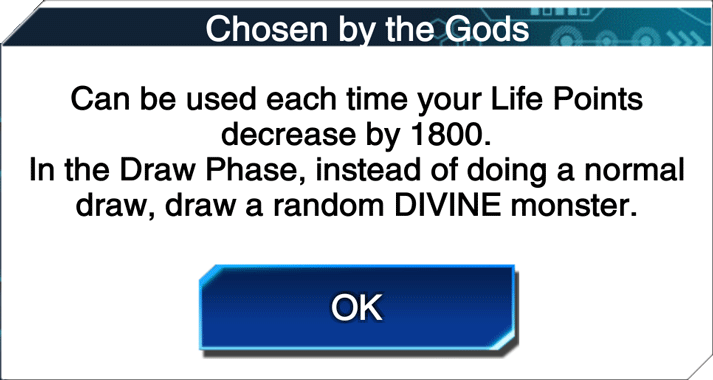 Chosen by the Gods
Can be used each time your Life Points
decrease by 1800.
In the Draw Phase, instead of doing a normal
draw, draw a random DIVINE monster.
OK